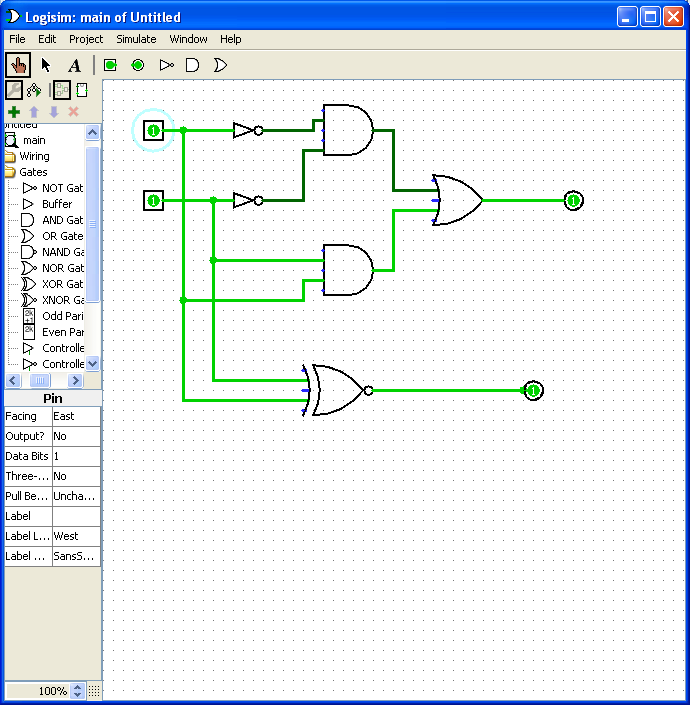 Logisim: main of Untitled
File Edit Project Simulate Window Help
A
main
Wiring
Gates
NOT Gat
Buffer
AND Gat
OR Gate
NAND Ga
NOR Gat
XOR Gat
XNOR Ga
2k
+1
Odd Pari
2k
Even Par
Controlle
Controlle
Pin
Facing East
Output? No
Data Bits 1
Three-... No
Pull Be... Uncha...
Label
Label L... West
Label ... SansS...
100%
1
1
1
1